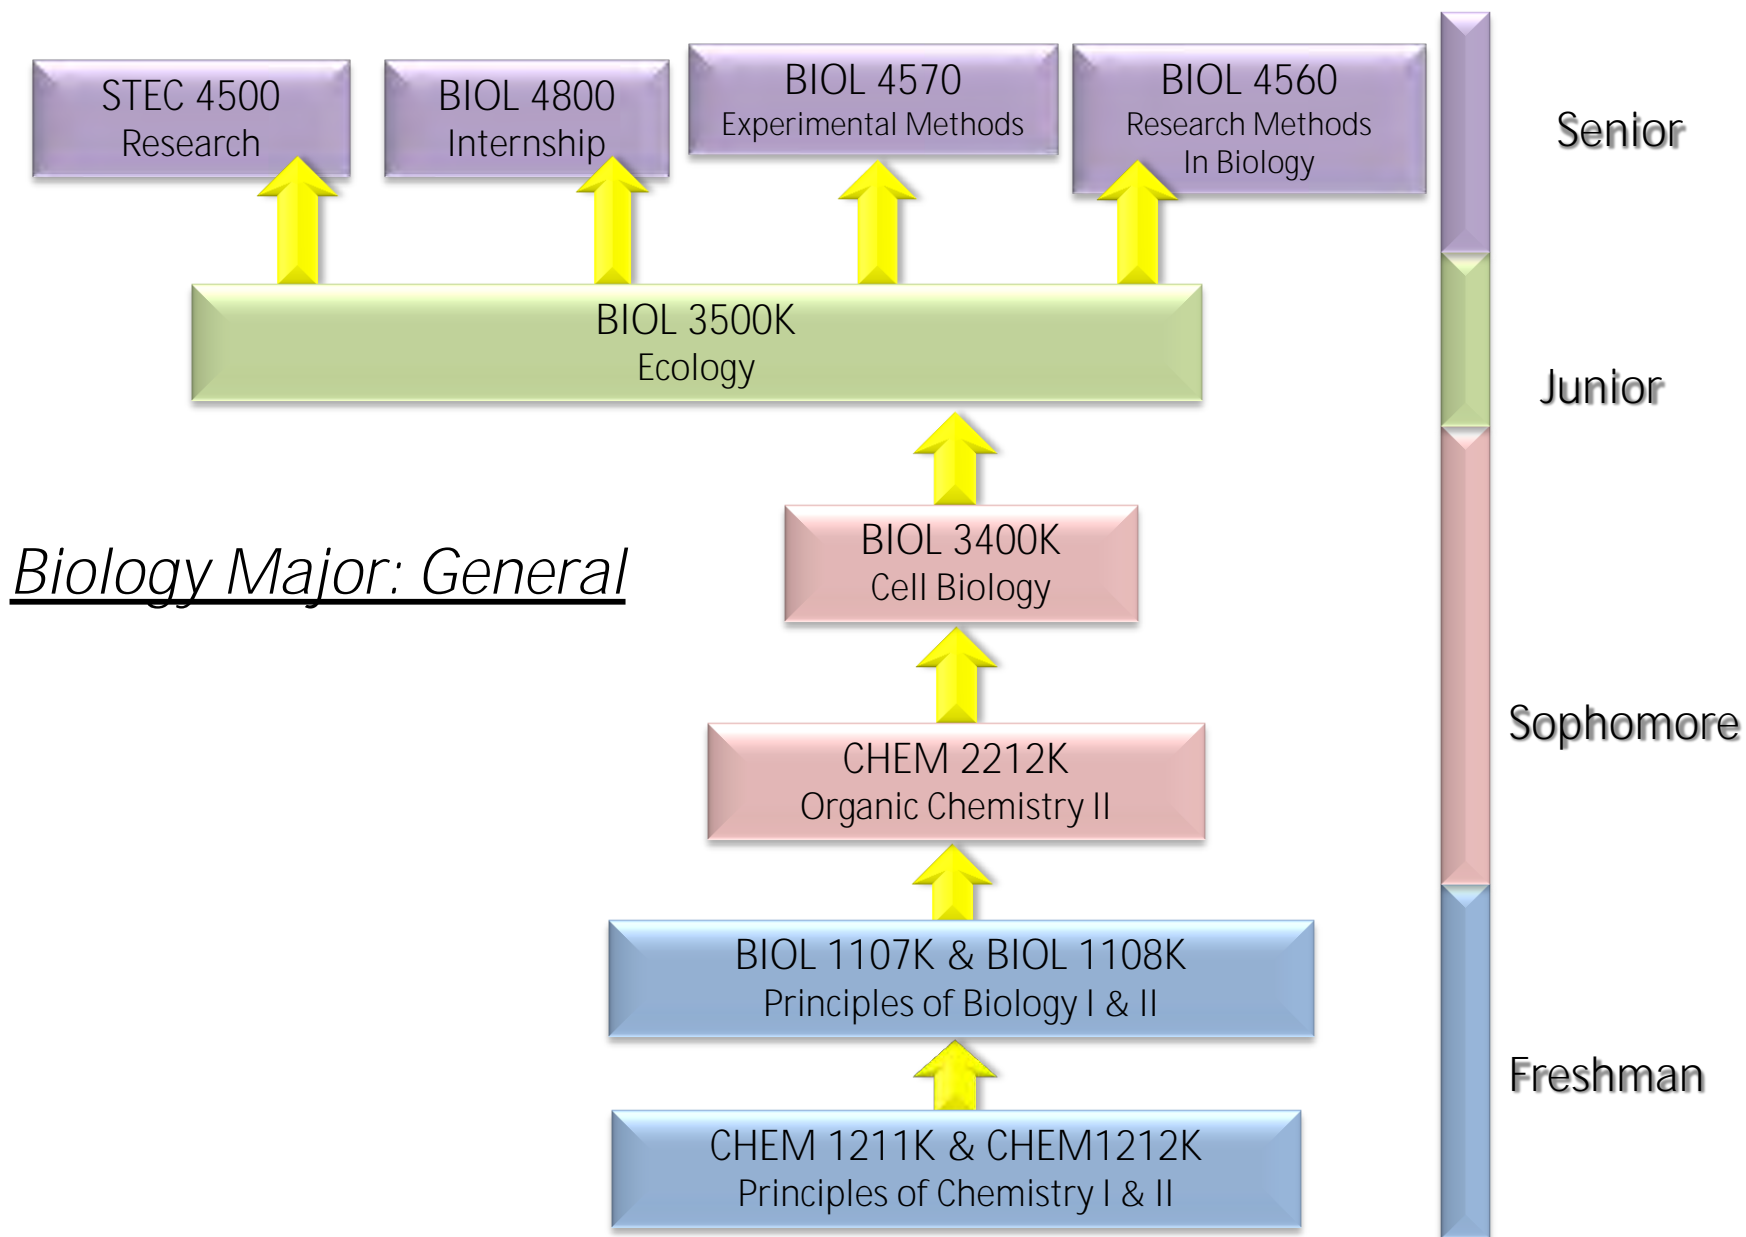 STEC 4500
Research
BIOL 4800
Internship
BIOL 4570
Experimental Methods
BIOL 4560
Research Methods
In Biology
Senior
BIOL 3500K
Ecology
Junior
BIOL 3400K
Cell Biology
Biology Major: General
Sophomore
CHEM 2212K
Organic Chemistry II
BIOL 1107K & BIOL 1108K
Principles of Biology I & II
Freshman
CHEM 1211K & CHEM1212K
Principles of Chemistry I & II